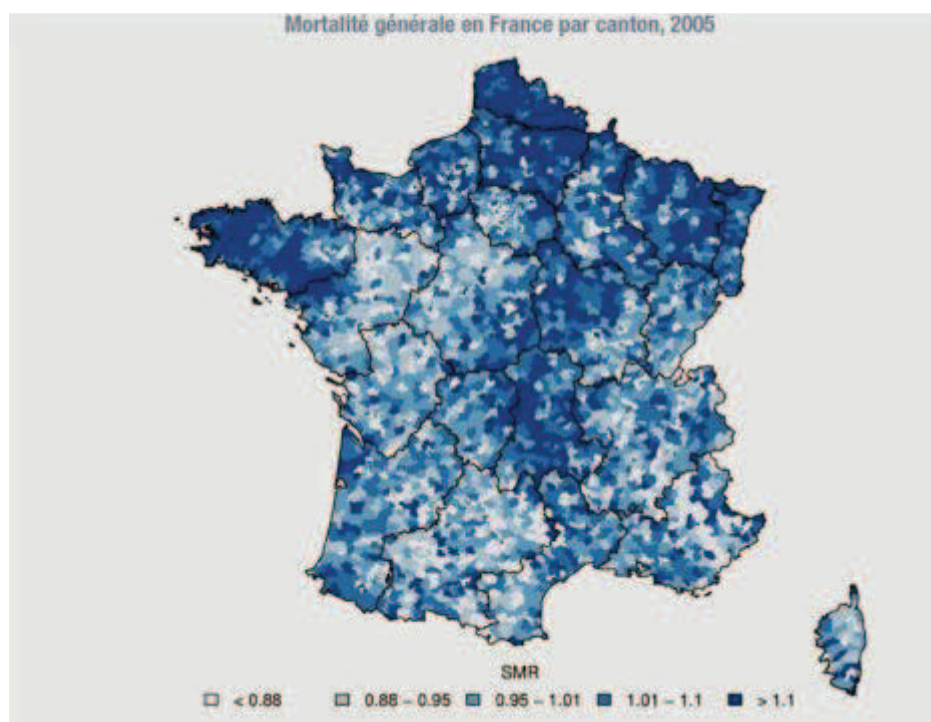 Mortalité générale en France par canton, 2005
SMR
< 0.88 0.88 – 0.95 0.95 – 1.01 1.01 – 1.1 > 1.1